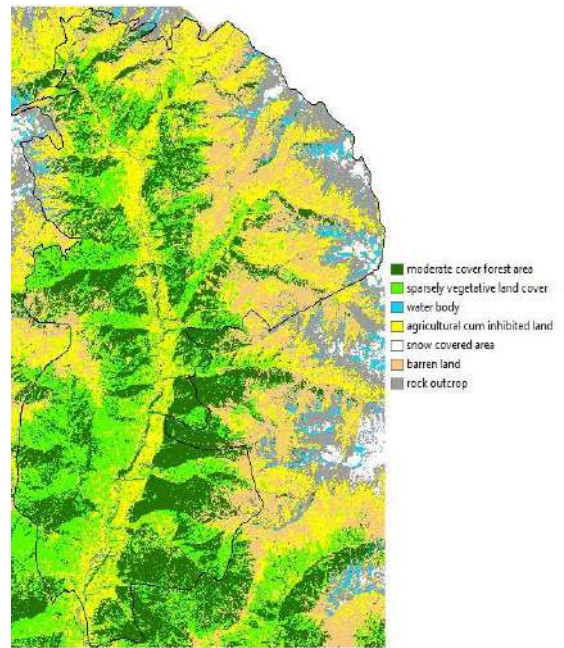 moderate cover forest area
sparsely vegetative land cover
water body
agricultural cum inhibited land
snow covered area
barren land
rock outcrop